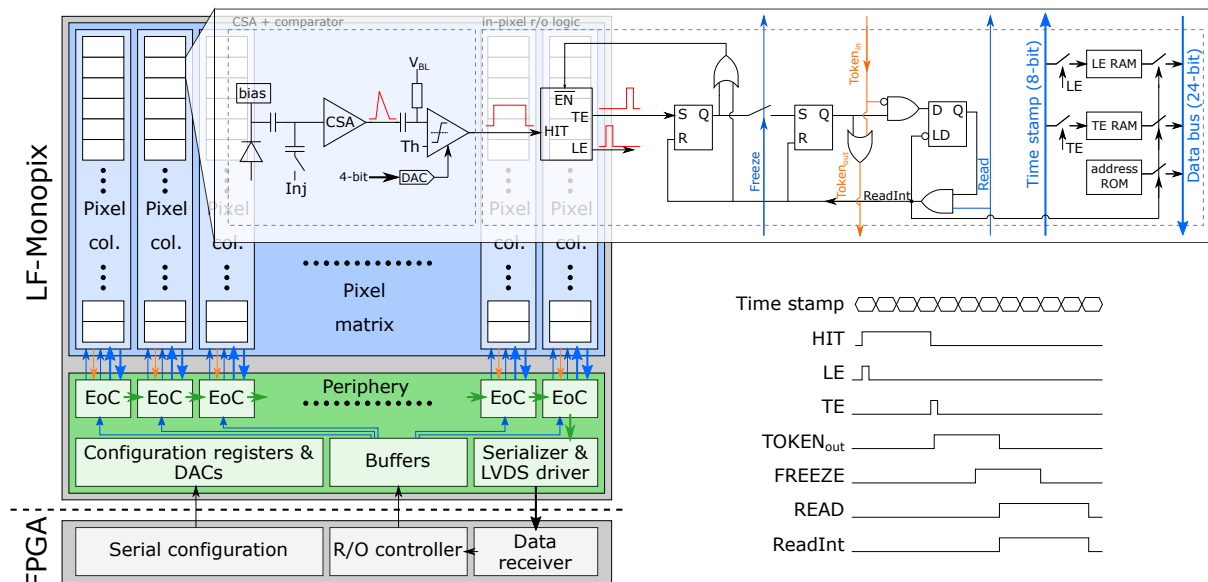 CSA + comparator
in-pixel r/o logic
V_BL
bias
CSA
Th
Inj
4-bit
DAC
EN
HIT
TE
LE
S Q
R
Freeze
S Q
R
Token_in
Token_out
D Q
LD
ReadInt
Read
Time stamp (8-bit)
LE RAM
LE
TE RAM
TE
address
ROM
Data bus (24-bit)
LF-Monopix
Pixel
col.
Pixel
col.
Pixel
col.
Pixel
col.
Pixel
col.
Pixel
matrix
Periphery
EoC
EoC
EoC
EoC
EoC
Configuration registers &
DACs
Buffers
Serializer &
LVDS driver
FPGA
Serial configuration
R/O controller
Data
receiver
Time stamp
HIT
LE
TE
TOKEN_out
FREEZE
READ
ReadInt